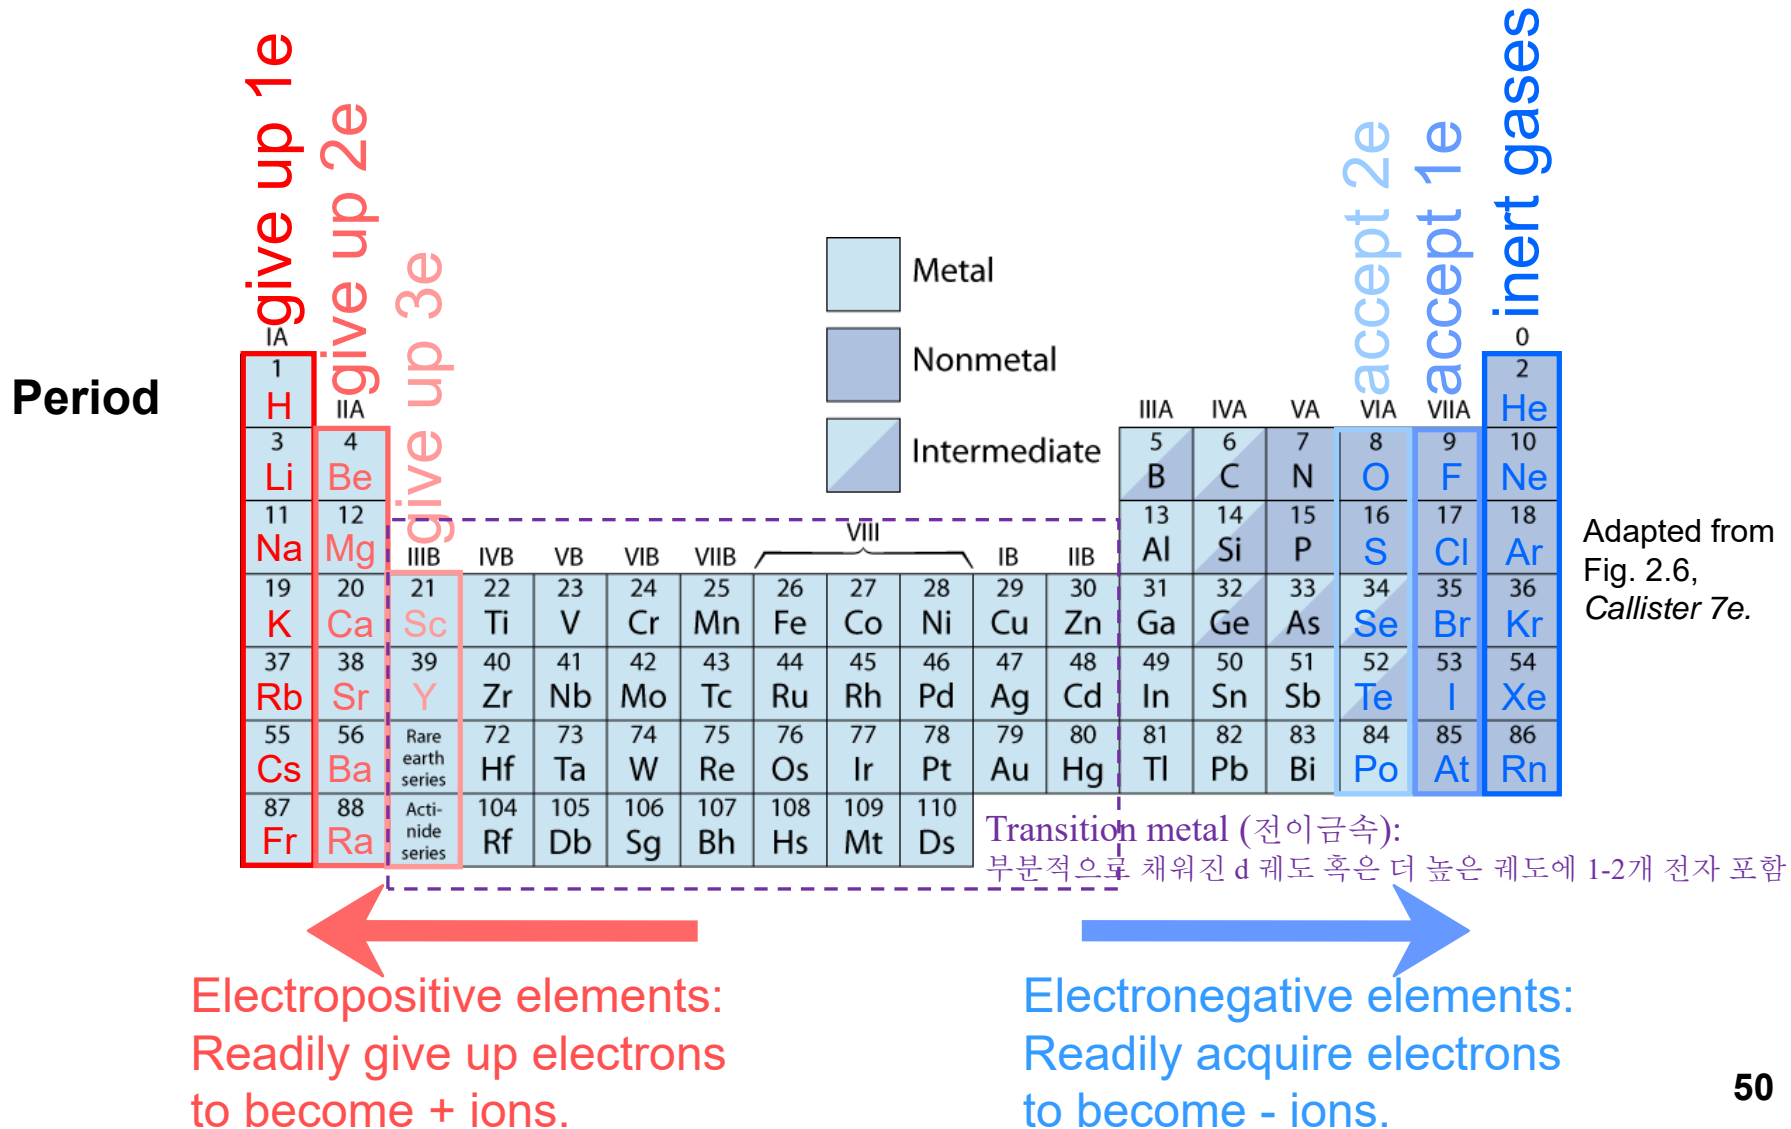 give up 1e
give up 2e
give up 3e
accept 2e
accept 1e
inert gases
Metal
Nonmetal
Intermediate
Period
IA
0
1 2
H He
IIA IIIA IVA VA VIA VIIA
3 4 5 6 7 8 9 10
Li Be B C N O F Ne
11 12 13 14 15 16 17 18
Na Mg Al Si P S Cl Ar
VIII
IIIB IVB VB VIB VIIB IB IIB
19 20 21 22 23 24 25 26 27 28 29 30 31 32 33 34 35 36
K Ca Sc Ti V Cr Mn Fe Co Ni Cu Zn Ga Ge As Se Br Kr
37 38 39 40 41 42 43 44 45 46 47 48 49 50 51 52 53 54
Rb Sr Y Zr Nb Mo Tc Ru Rh Pd Ag Cd In Sn Sb Te I Xe
55 56 Rare earth series 72 73 74 75 76 77 78 79 80 81 82 83 84 85 86
Cs Ba Hf Ta W Re Os Ir Pt Au Hg Tl Pb Bi Po At Rn
87 88 Acti- nide series 104 105 106 107 108 109 110
Fr Ra Rf Db Sg Bh Hs Mt Ds
Adapted from
Fig. 2.6,
Callister 7e.
Transition metal (전이금속):
부분적으로 채워진 d 궤도 혹은 더 높은 궤도에 1-2개 전자 포함
Electropositive elements:
Readily give up electrons
to become + ions.
Electronegative elements:
Readily acquire electrons
to become - ions.
50